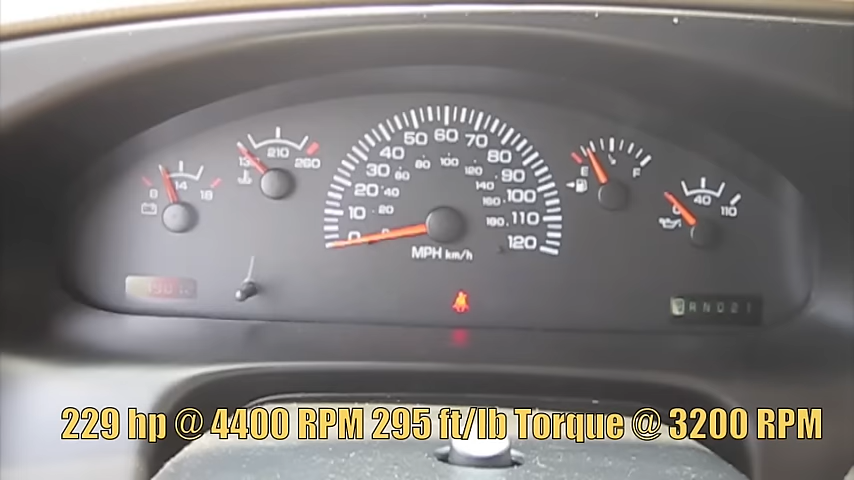 60
50 70
40 80
80 100
30 120 90
60
20 40 140 100
160
10 20 180 110
0 0 120
MPH km/h
8 14 18
130 210 260
E F
0 40 110
229 hp @ 4400 RPM 295 ft/lb Torque @ 3200 RPM